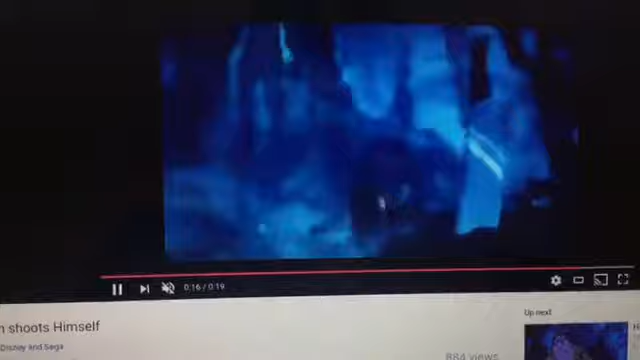 0:16 / 0:19
n shoots Himself
Up next
Disney and Sega
884 views